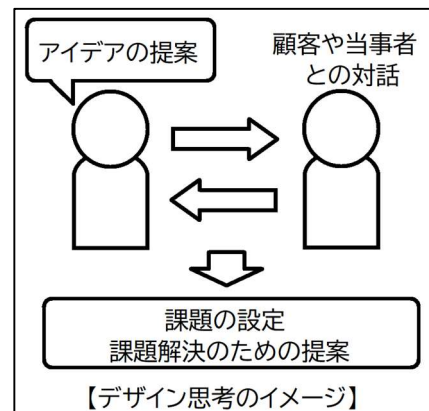 アイデアの提案
顧客や当事者
との対話
課題の設定
課題解決のための提案
【デザイン思考のイメージ】